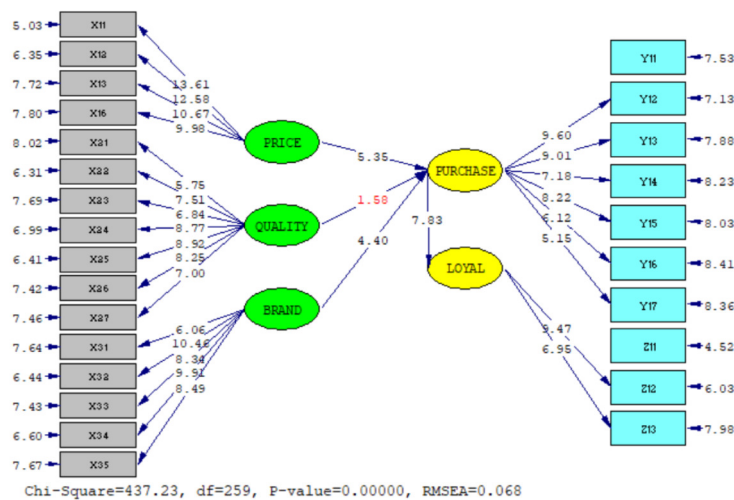 5.03 X11
6.35 X12
7.72 X13
7.80 X16
8.02 X21
6.31 X22
7.69 X23
6.99 X24
6.41 X25
7.42 X26
7.46 X27
7.64 X31
6.44 X32
7.43 X33
6.60 X34
7.67 X35
13.61
12.58
10.67
9.98
5.75
7.51
6.84
8.77
8.92
8.25
7.00
6.06
10.46
8.34
9.91
8.49
PRICE
QUALITY
BRAND
5.35
1.58
4.40
PURCHASE
7.83
LOYAL
9.60
9.01
7.18
8.22
6.12
5.15
9.47
6.95
Y11 7.53
Y12 7.13
Y13 7.88
Y14 8.23
Y15 8.03
Y16 8.41
Y17 8.36
Z11 4.52
Z12 6.03
Z13 7.98
Chi-Square=437.23, df=259, P-value=0.00000, RMSEA=0.068